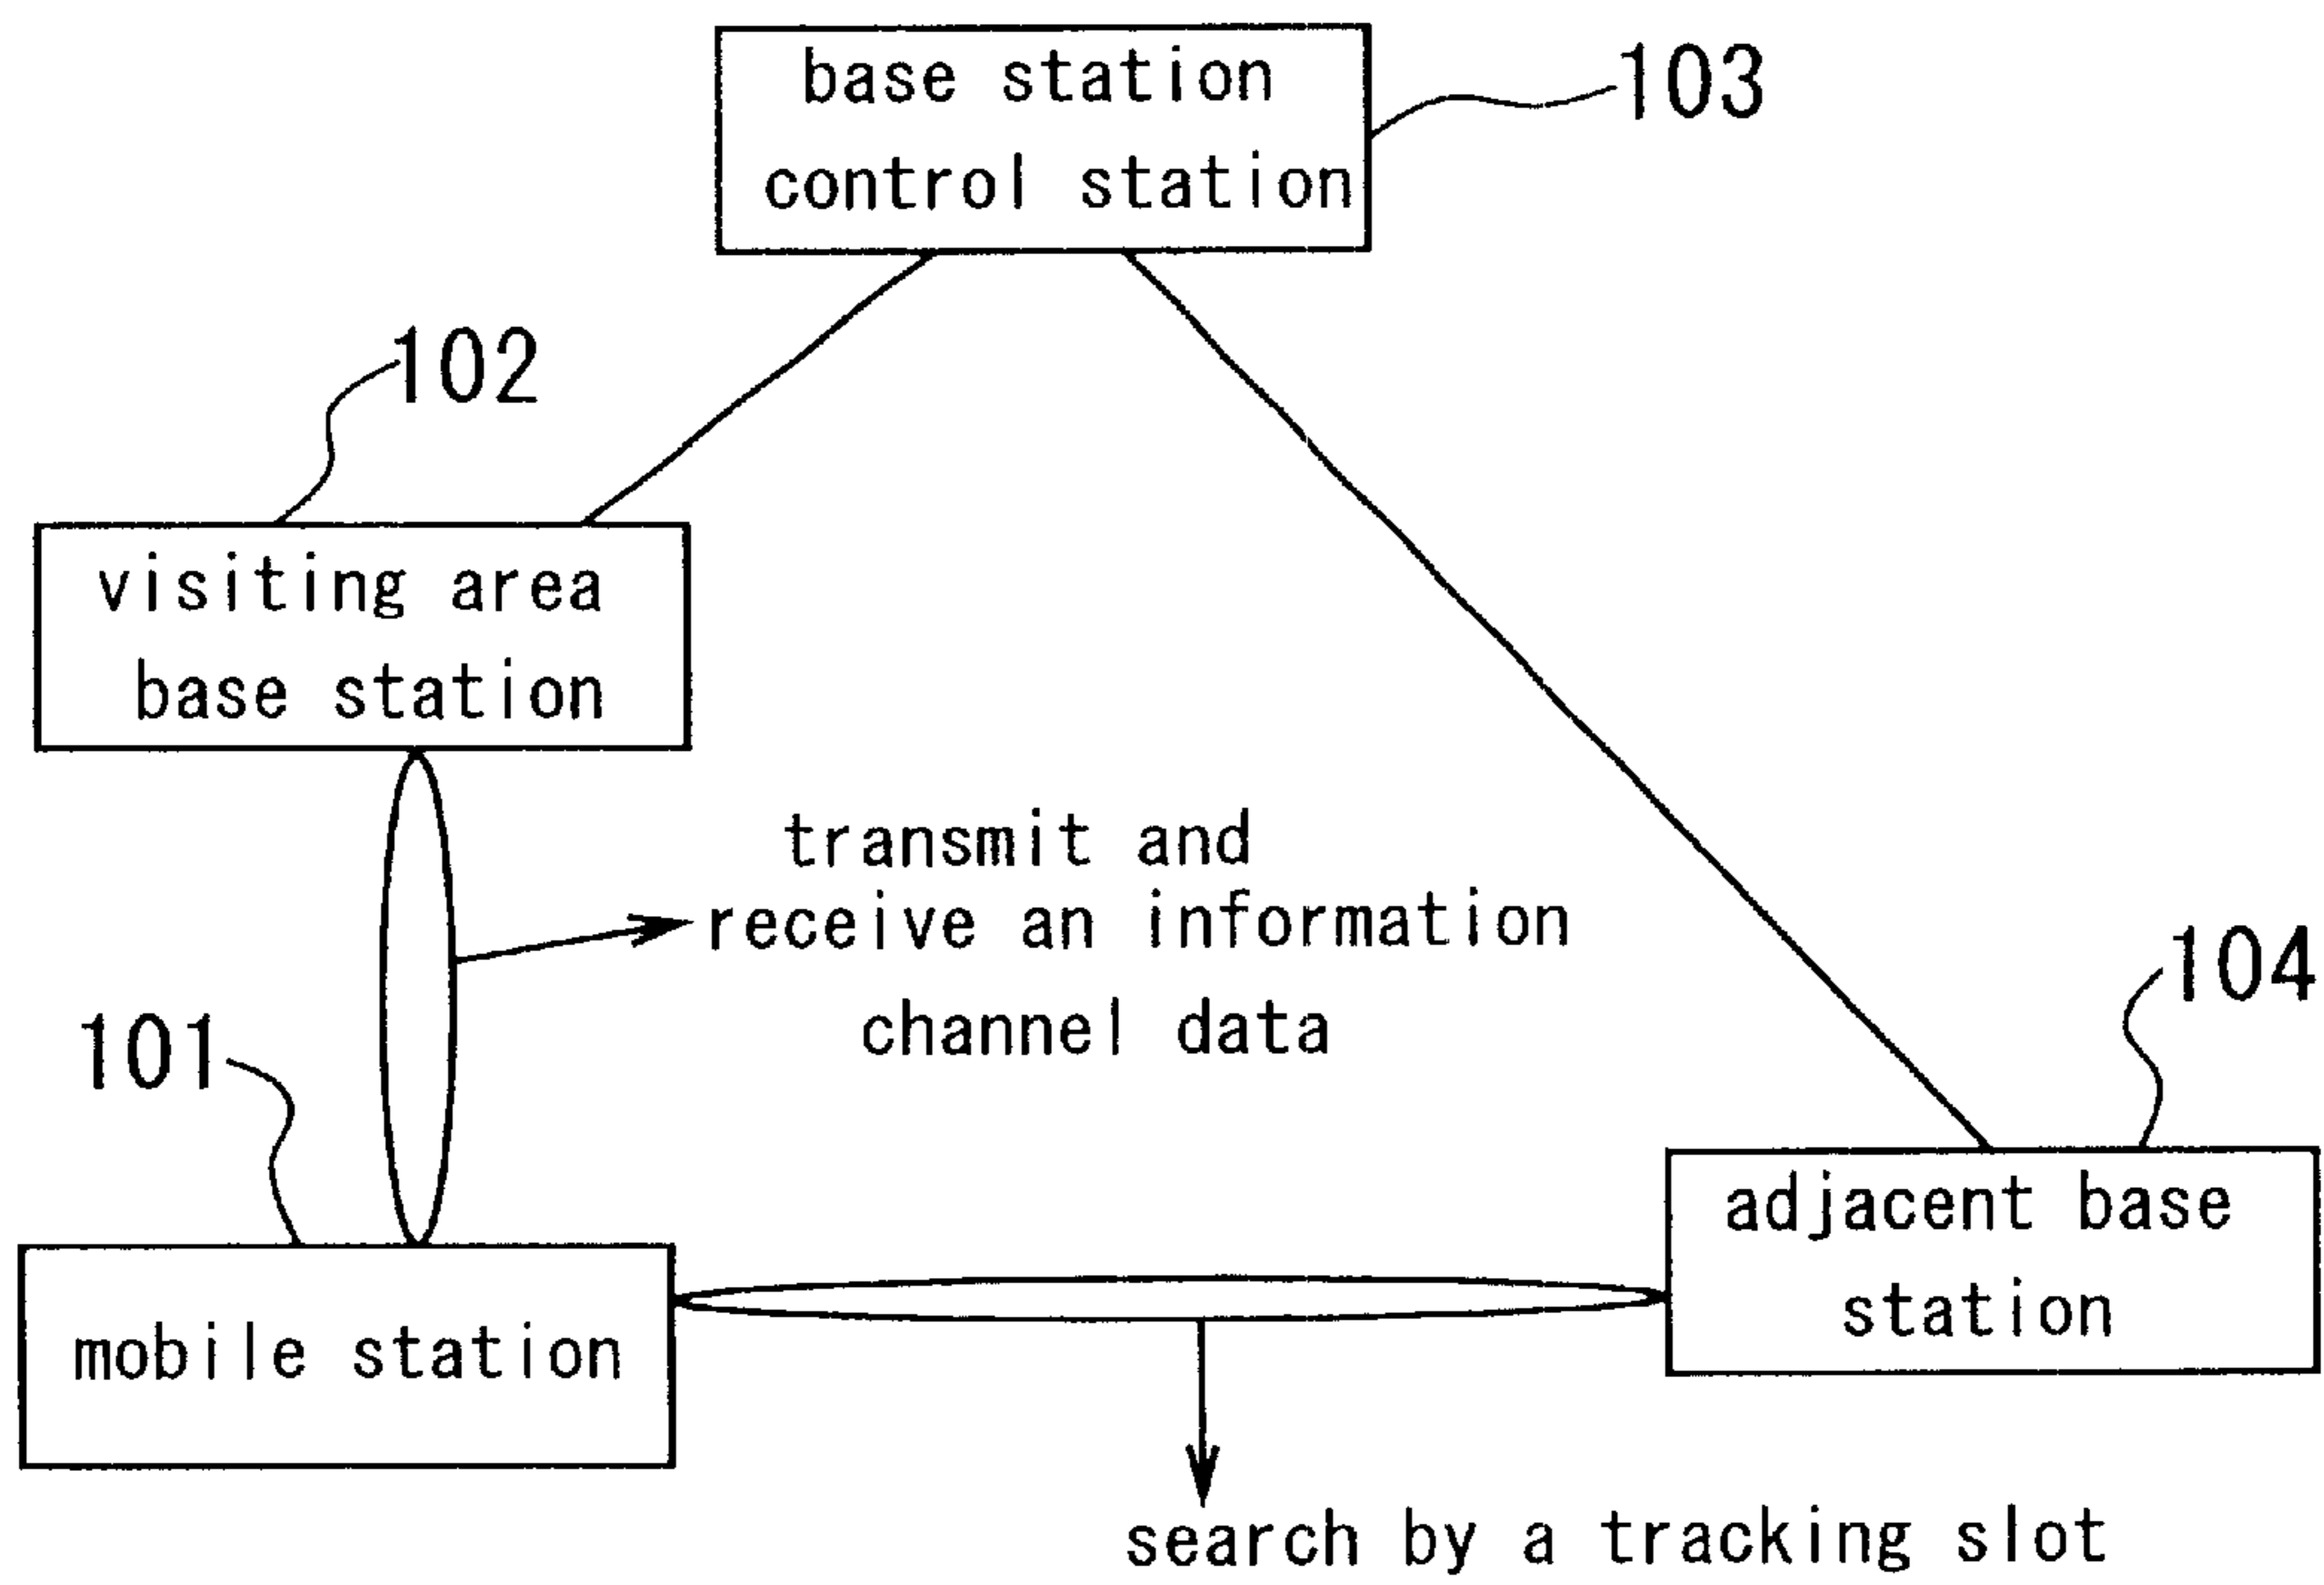 base station
control station
103
102
visiting area
base station
transmit and
receive an information
channel data
101
104
adjacent base
station
mobile station
search by a tracking slot